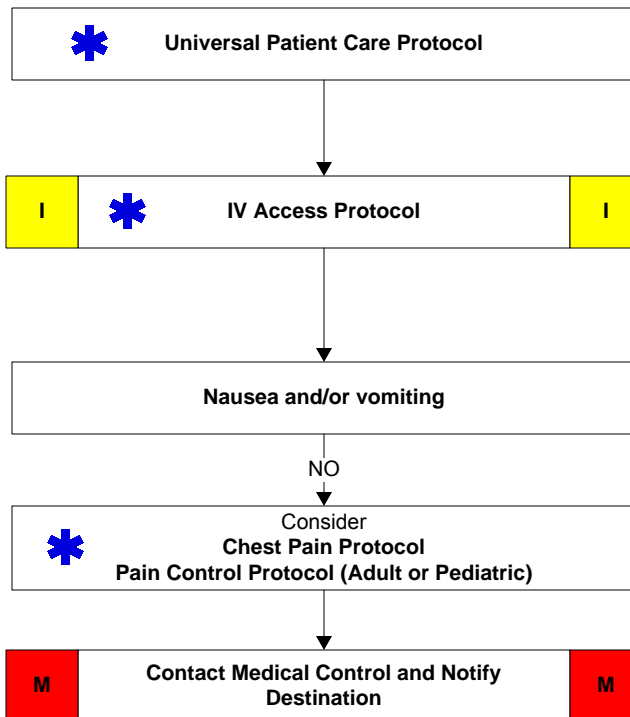 Universal Patient Care Protocol
I IV Access Protocol I
Nausea and/or vomiting
NO
Consider
Chest Pain Protocol
Pain Control Protocol (Adult or Pediatric)
M Contact Medical Control and Notify M
Destination